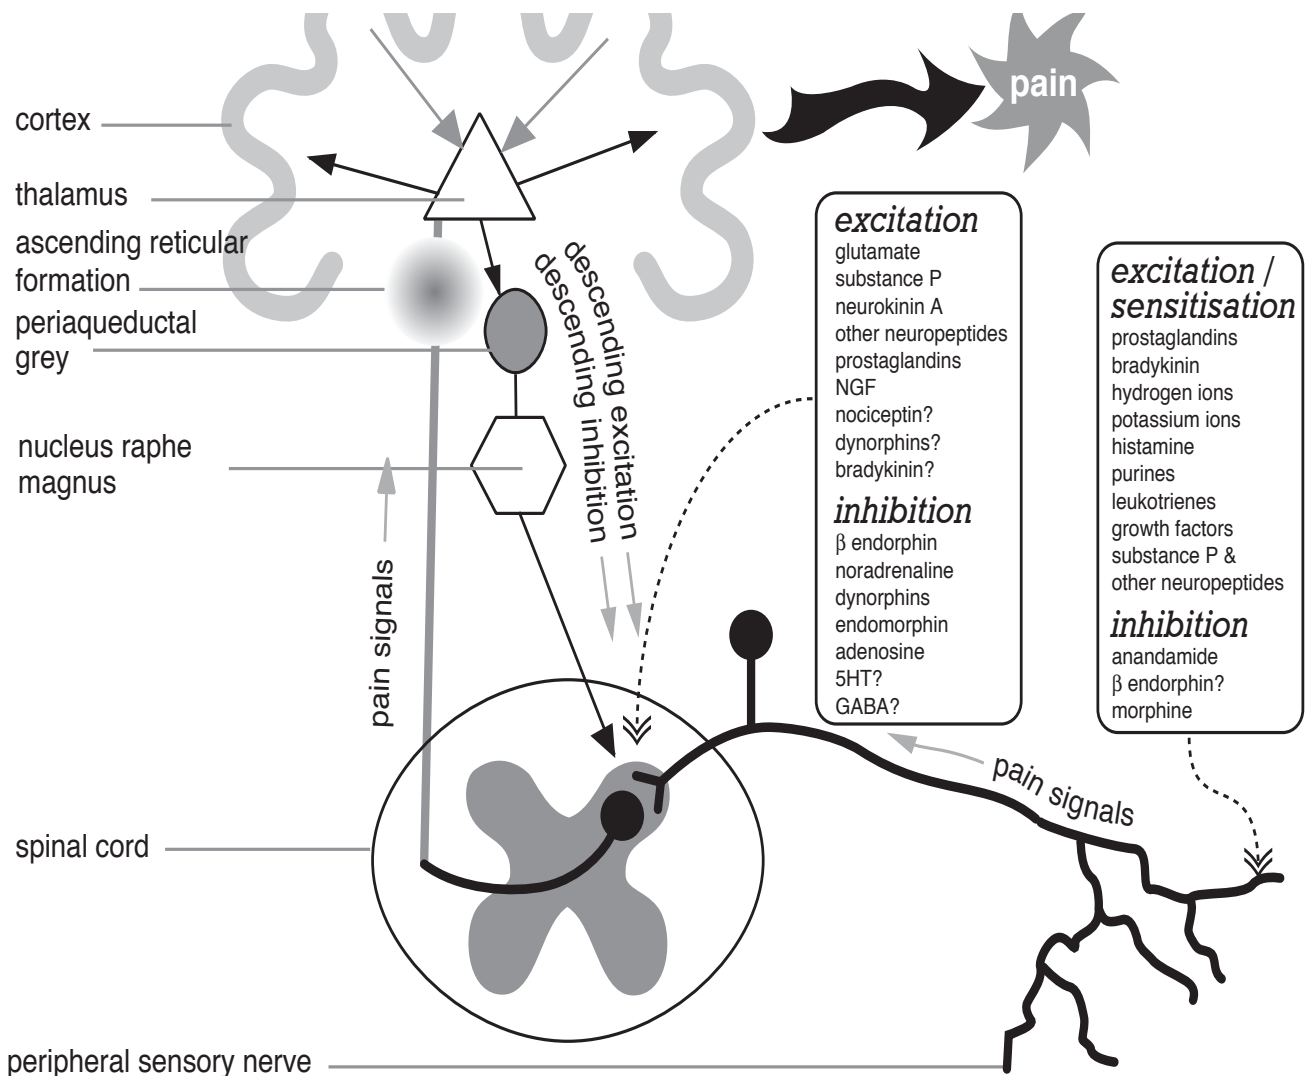 pain
cortex
thalamus
ascending reticular
formation
periaqueductal
grey
nucleus raphe
magnus
pain signals
descending excitation
descending inhibition
excitation
glutamate
substance P
neurokinin A
other neuropeptides
prostaglandins
NGF
nociceptin?
dynorphins?
bradykinin?
inhibition
β endorphin
noradrenaline
dynorphins
endomorphin
adenosine
5HT?
GABA?
excitation /
sensitisation
prostaglandins
bradykinin
hydrogen ions
potassium ions
histamine
purines
leukotrienes
growth factors
substance P &
other neuropeptides
inhibition
anandamide
β endorphin?
morphine
pain signals
spinal cord
peripheral sensory nerve